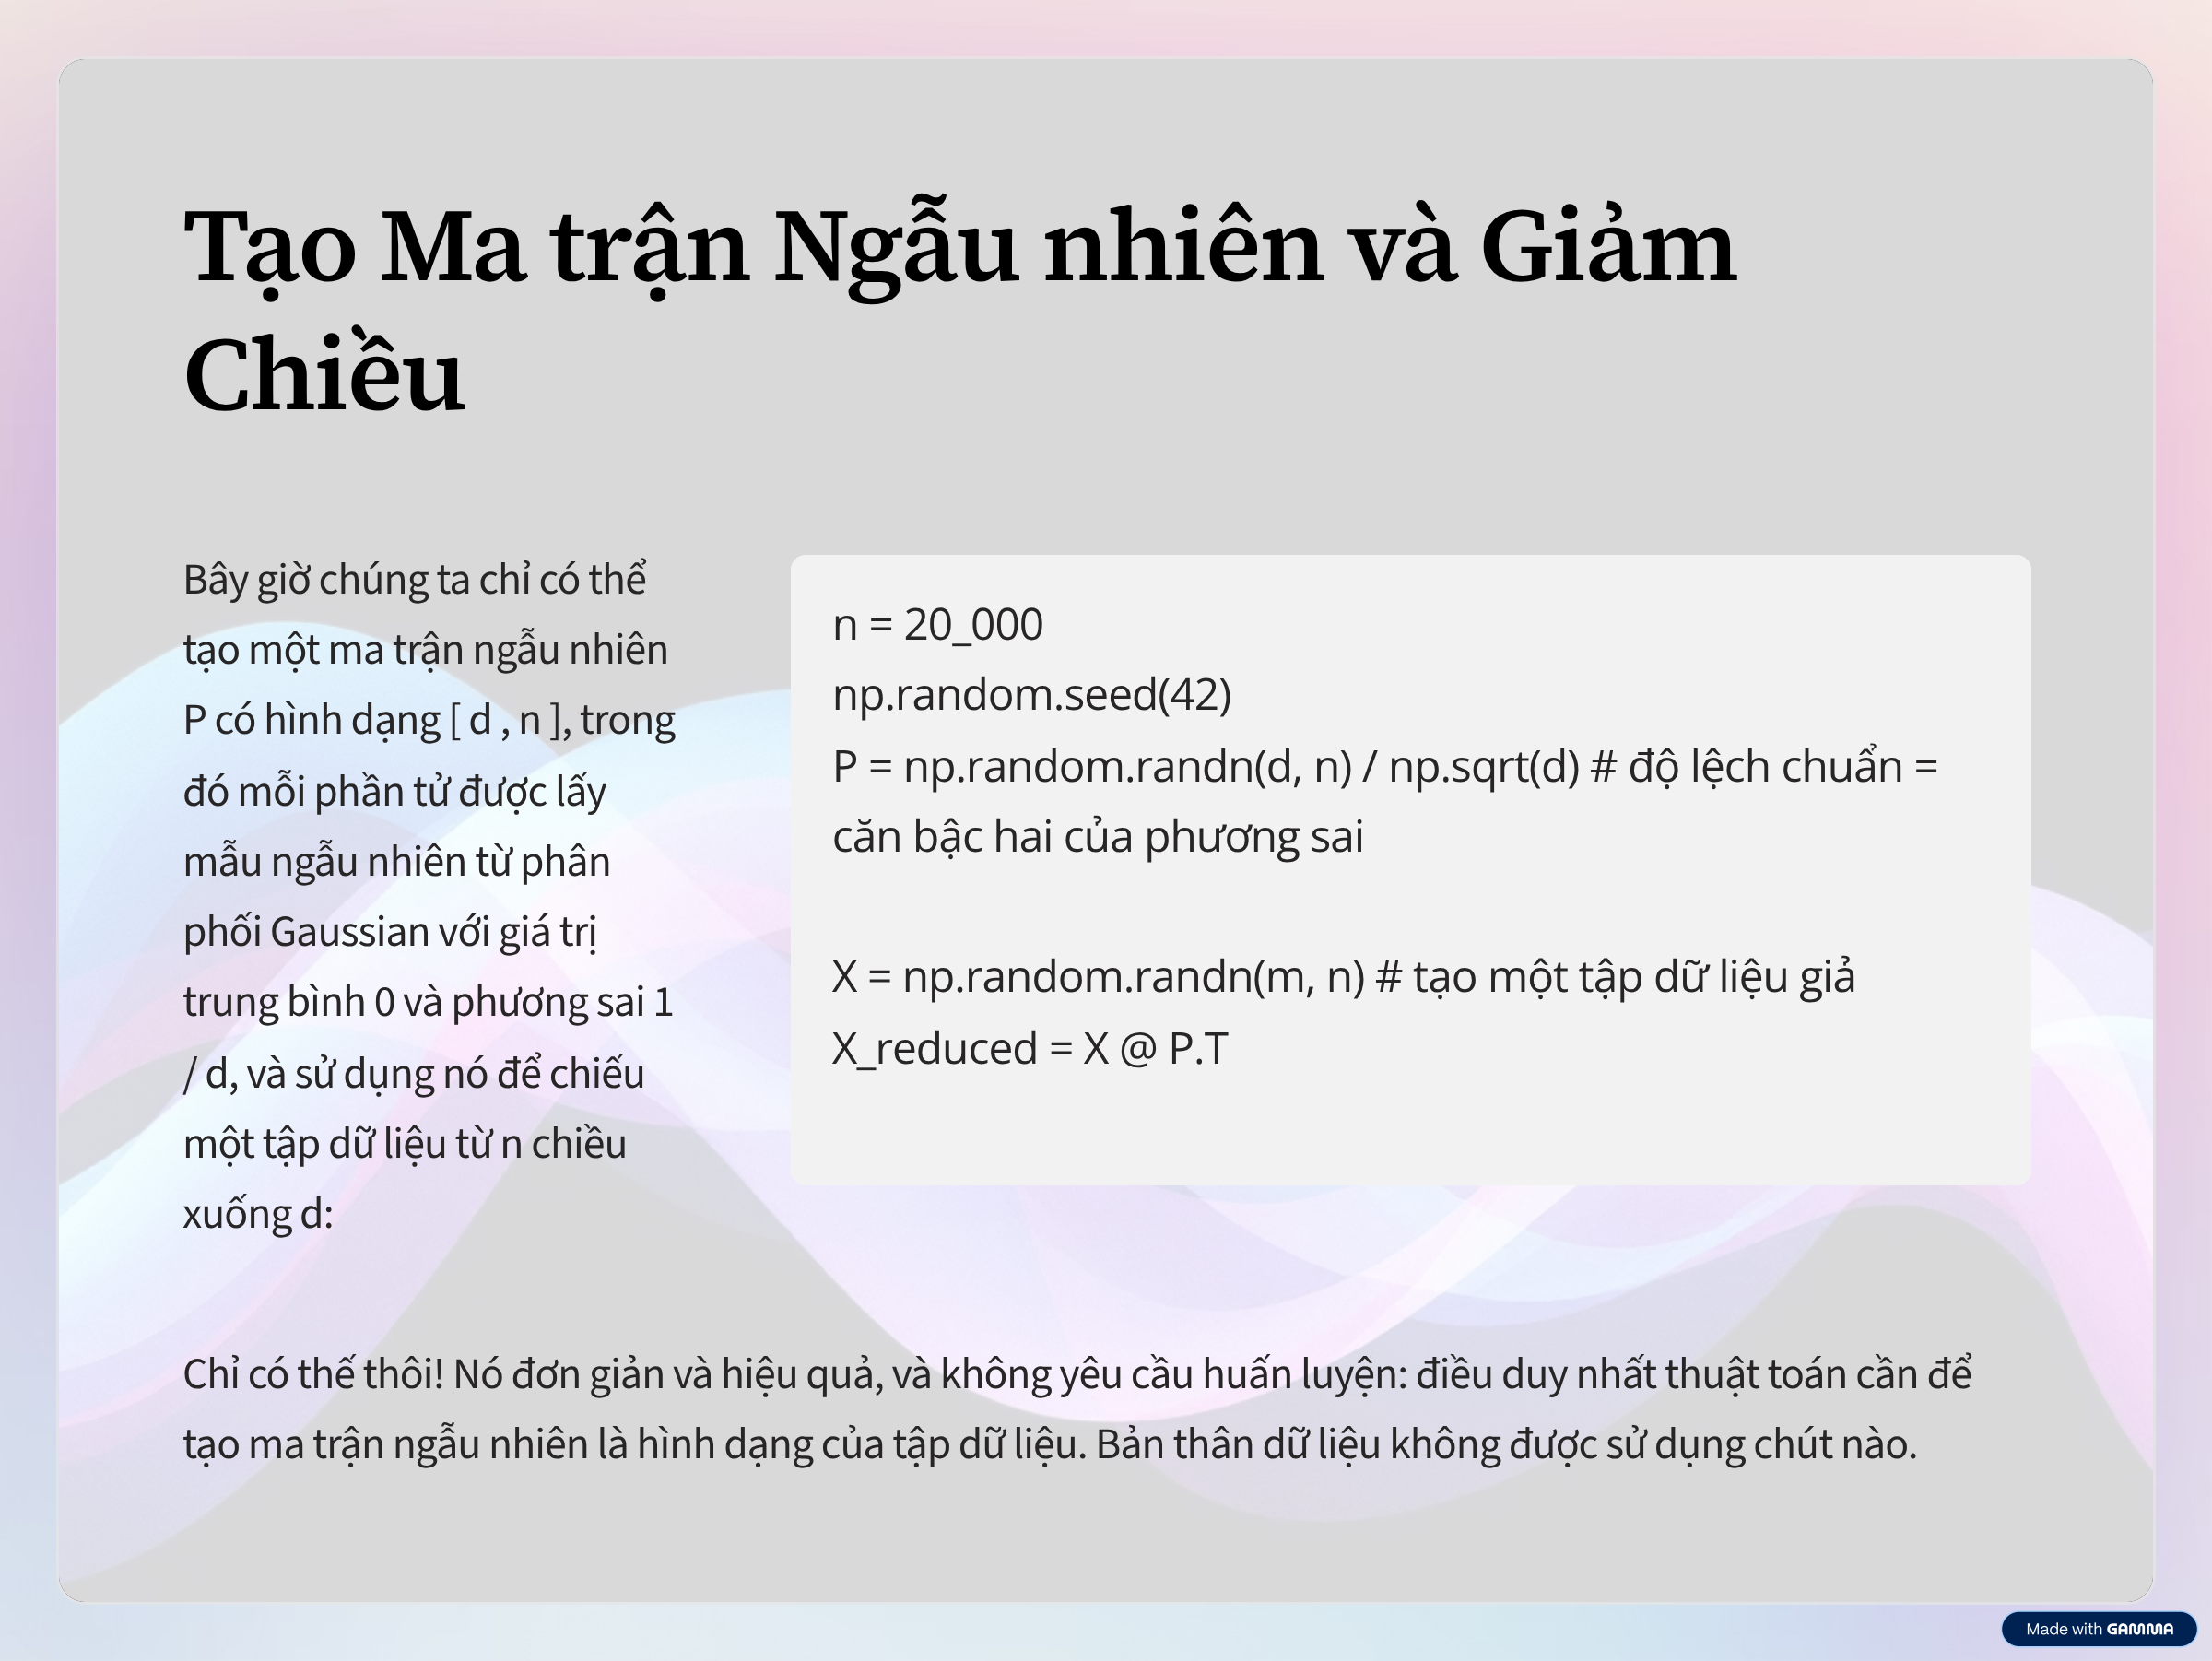 Tạo Ma trận Ngẫu nhiên và Giảm
Chiều
Bây giờ chúng ta chỉ có thể
tạo một ma trận ngẫu nhiên
P có hình dạng [ d , n ], trong
đó mỗi phần tử được lấy
mẫu ngẫu nhiên từ phân
phối Gaussian với giá trị
trung bình 0 và phương sai 1
/ d, và sử dụng nó để chiếu
một tập dữ liệu từ n chiều
xuống d:
n = 20_000
np.random.seed(42)
P = np.random.randn(d, n) / np.sqrt(d) # độ lệch chuẩn =
căn bậc hai của phương sai
X = np.random.randn(m, n) # tạo một tập dữ liệu giả
X_reduced = X @ P.T
Chỉ có thế thôi! Nó đơn giản và hiệu quả, và không yêu cầu huấn luyện: điều duy nhất thuật toán cần để
tạo ma trận ngẫu nhiên là hình dạng của tập dữ liệu. Bản thân dữ liệu không được sử dụng chút nào.
Made with GAMMA